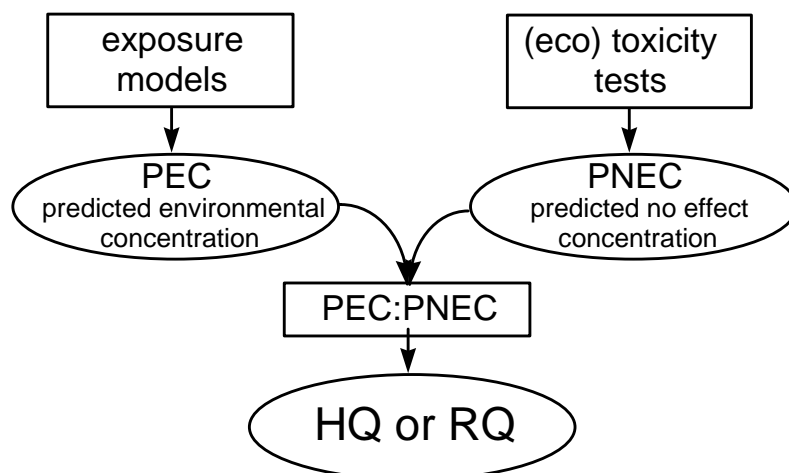 exposure
models
(eco) toxicity
tests
PEC
predicted environmental
concentration
PNEC
predicted no effect
concentration
PEC:PNEC
HQ or RQ